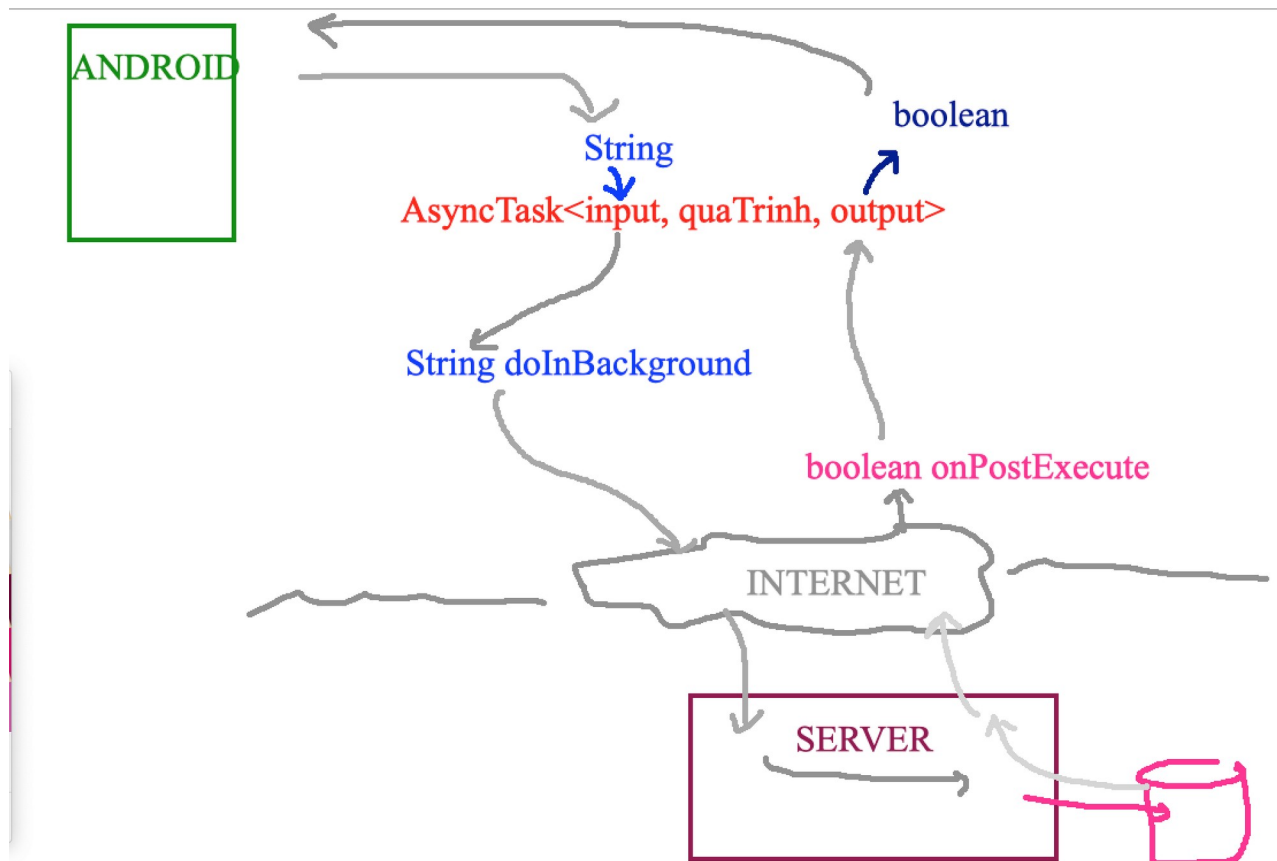 ANDROID
boolean
String
AsyncTask<input, quaTrinh, output>
String doInBackground
boolean onPostExecute
INTERNET
SERVER